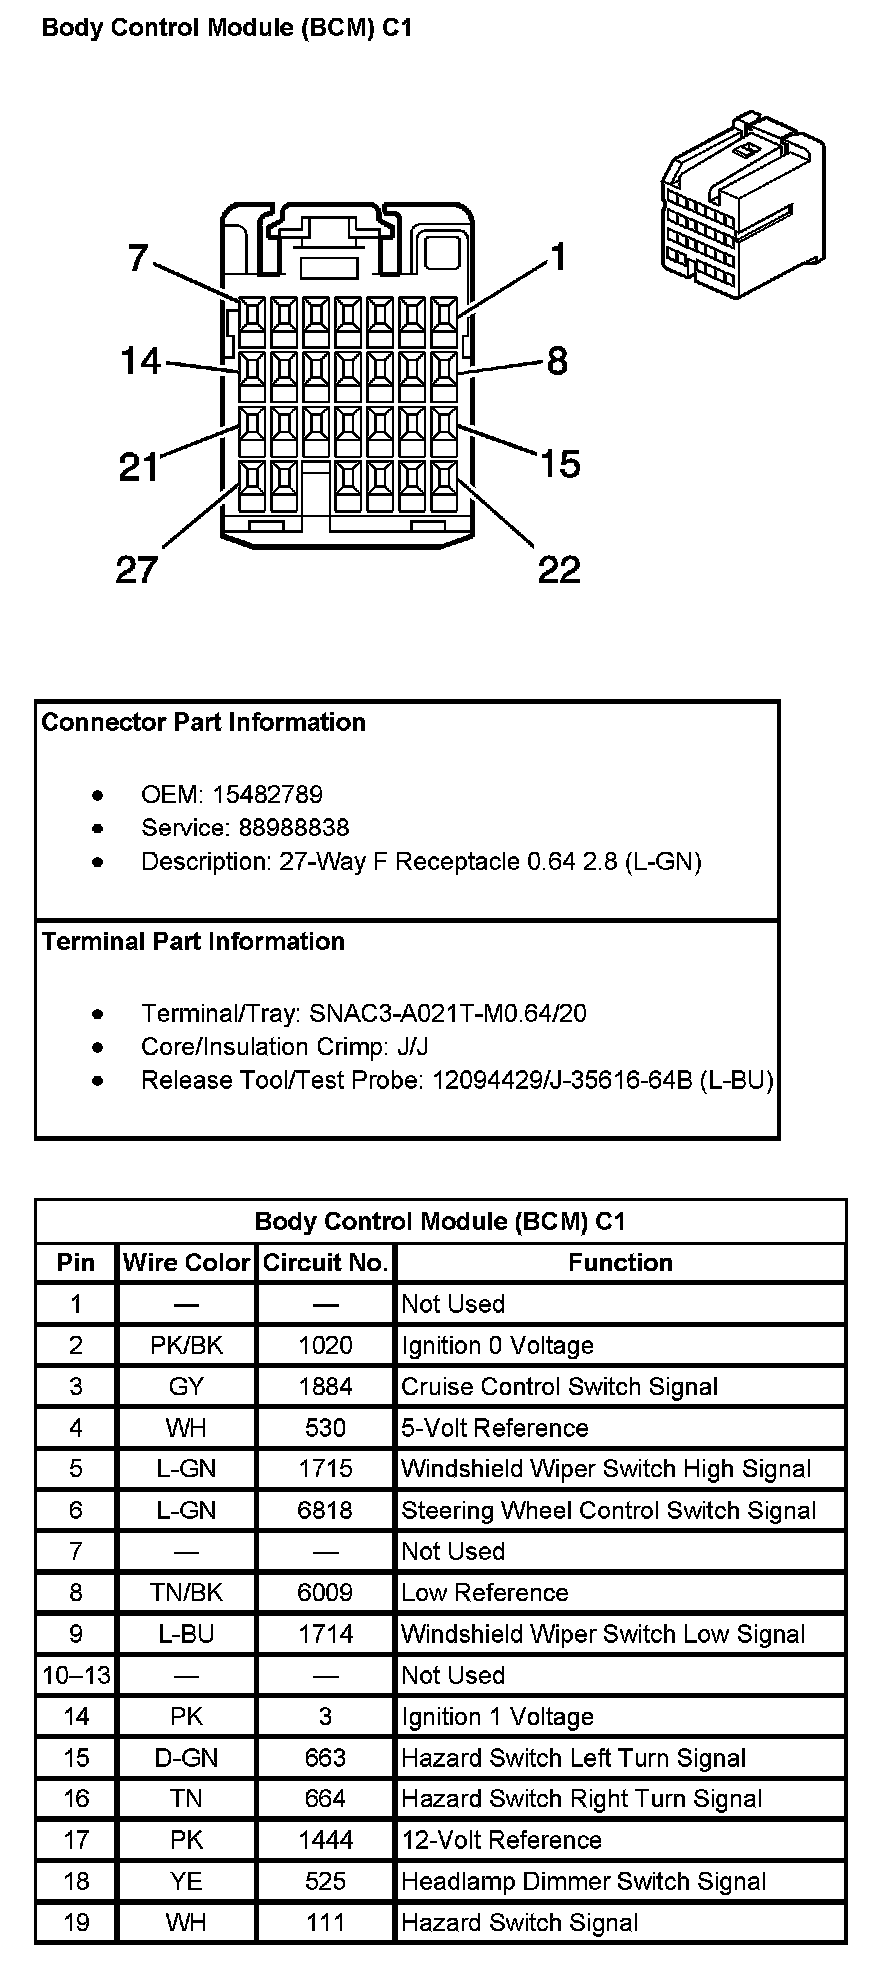 Body Control Module (BCM) C1
7
1
14
8
21
15
27
22
Connector Part Information
• OEM: 15482789
• Service: 88988838
• Description: 27-Way F Receptacle 0.64 2.8 (L-GN)
Terminal Part Information
• Terminal/Tray: SNAC3-A021T-M0.64/20
• Core/Insulation Crimp: J/J
• Release Tool/Test Probe: 12094429/J-35616-64B (L-BU)
Body Control Module (BCM) C1
Pin Wire Color Circuit No. Function
1 — — Not Used
2 PK/BK 1020 Ignition 0 Voltage
3 GY 1884 Cruise Control Switch Signal
4 WH 530 5-Volt Reference
5 L-GN 1715 Windshield Wiper Switch High Signal
6 L-GN 6818 Steering Wheel Control Switch Signal
7 — — Not Used
8 TN/BK 6009 Low Reference
9 L-BU 1714 Windshield Wiper Switch Low Signal
10–13 — — Not Used
14 PK 3 Ignition 1 Voltage
15 D-GN 663 Hazard Switch Left Turn Signal
16 TN 664 Hazard Switch Right Turn Signal
17 PK 1444 12-Volt Reference
18 YE 525 Headlamp Dimmer Switch Signal
19 WH 111 Hazard Switch Signal